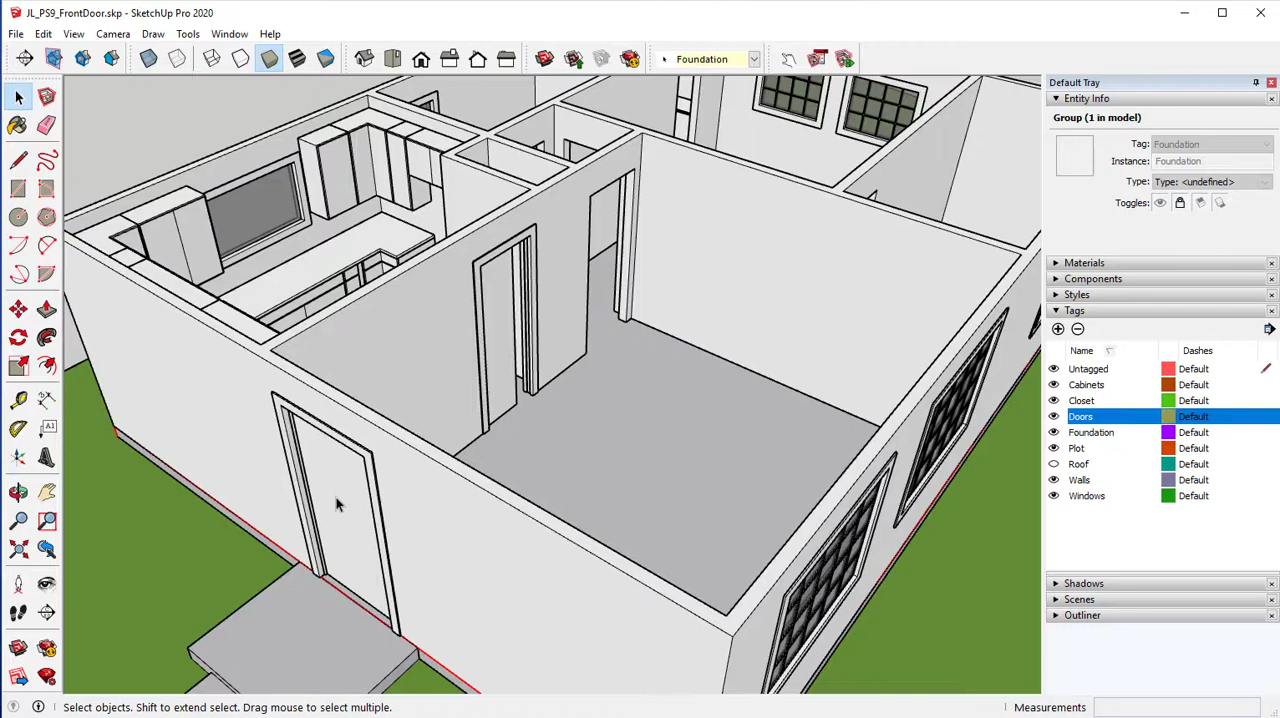 JL_PS9_FrontDoor.skp - SketchUp Pro 2020
File Edit View Camera Draw Tools Window Help
Foundation
Default Tray
Entity Info
Group (1 in model)
Tag: Foundation
Instance: Foundation
Type: Type: <undefined>
Toggles:
Materials
Components
Styles
Tags
Name Dashes
Untagged Default
Cabinets Default
Closet Default
Doors Default
Foundation Default
Plot Default
Roof Default
Walls Default
Windows Default
Shadows
Scenes
Outliner
A1
Select objects. Shift to extend select. Drag mouse to select multiple.
Measurements